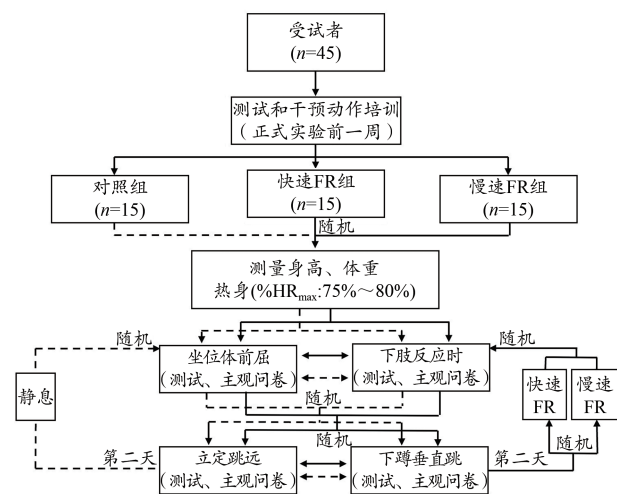 受试者
(n=45)
测试和干预动作培训
(正式实验前一周)
对照组
(n=15)
快速FR组
(n=15)
慢速FR组
(n=15)
随机
测量身高、体重
热身(%HRmax:75%～80%)
随机
坐位体前屈
(测试、主观问卷)
下肢反应时
(测试、主观问卷)
随机
静息
快速
FR
慢速
FR
随机
随机
随机
第二天
立定跳远
(测试、主观问卷)
下蹲垂直跳
(测试、主观问卷)
第二天